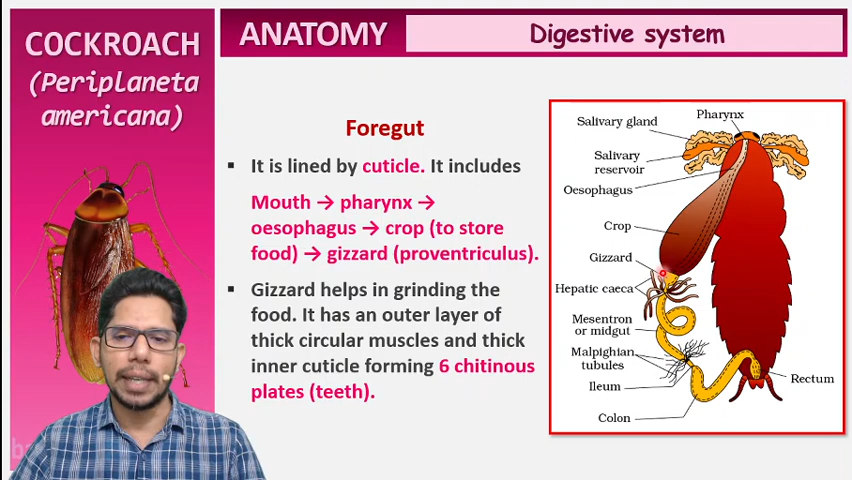 COCKROACH
(Periplaneta
americana)
ANATOMY
Digestive system
Foregut
▪ It is lined by cuticle. It includes
Mouth → pharynx →
oesophagus → crop (to store
food) → gizzard (proventriculus).
▪ Gizzard helps in grinding the
food. It has an outer layer of
thick circular muscles and thick
inner cuticle forming 6 chitinous
plates (teeth).
Pharynx
Salivary gland
Salivary
reservoir
Oesophagus
Crop
Gizzard
Hepatic caeca
Mesentron
or midgut
Malpighian
tubules
Ileum
Rectum
Colon